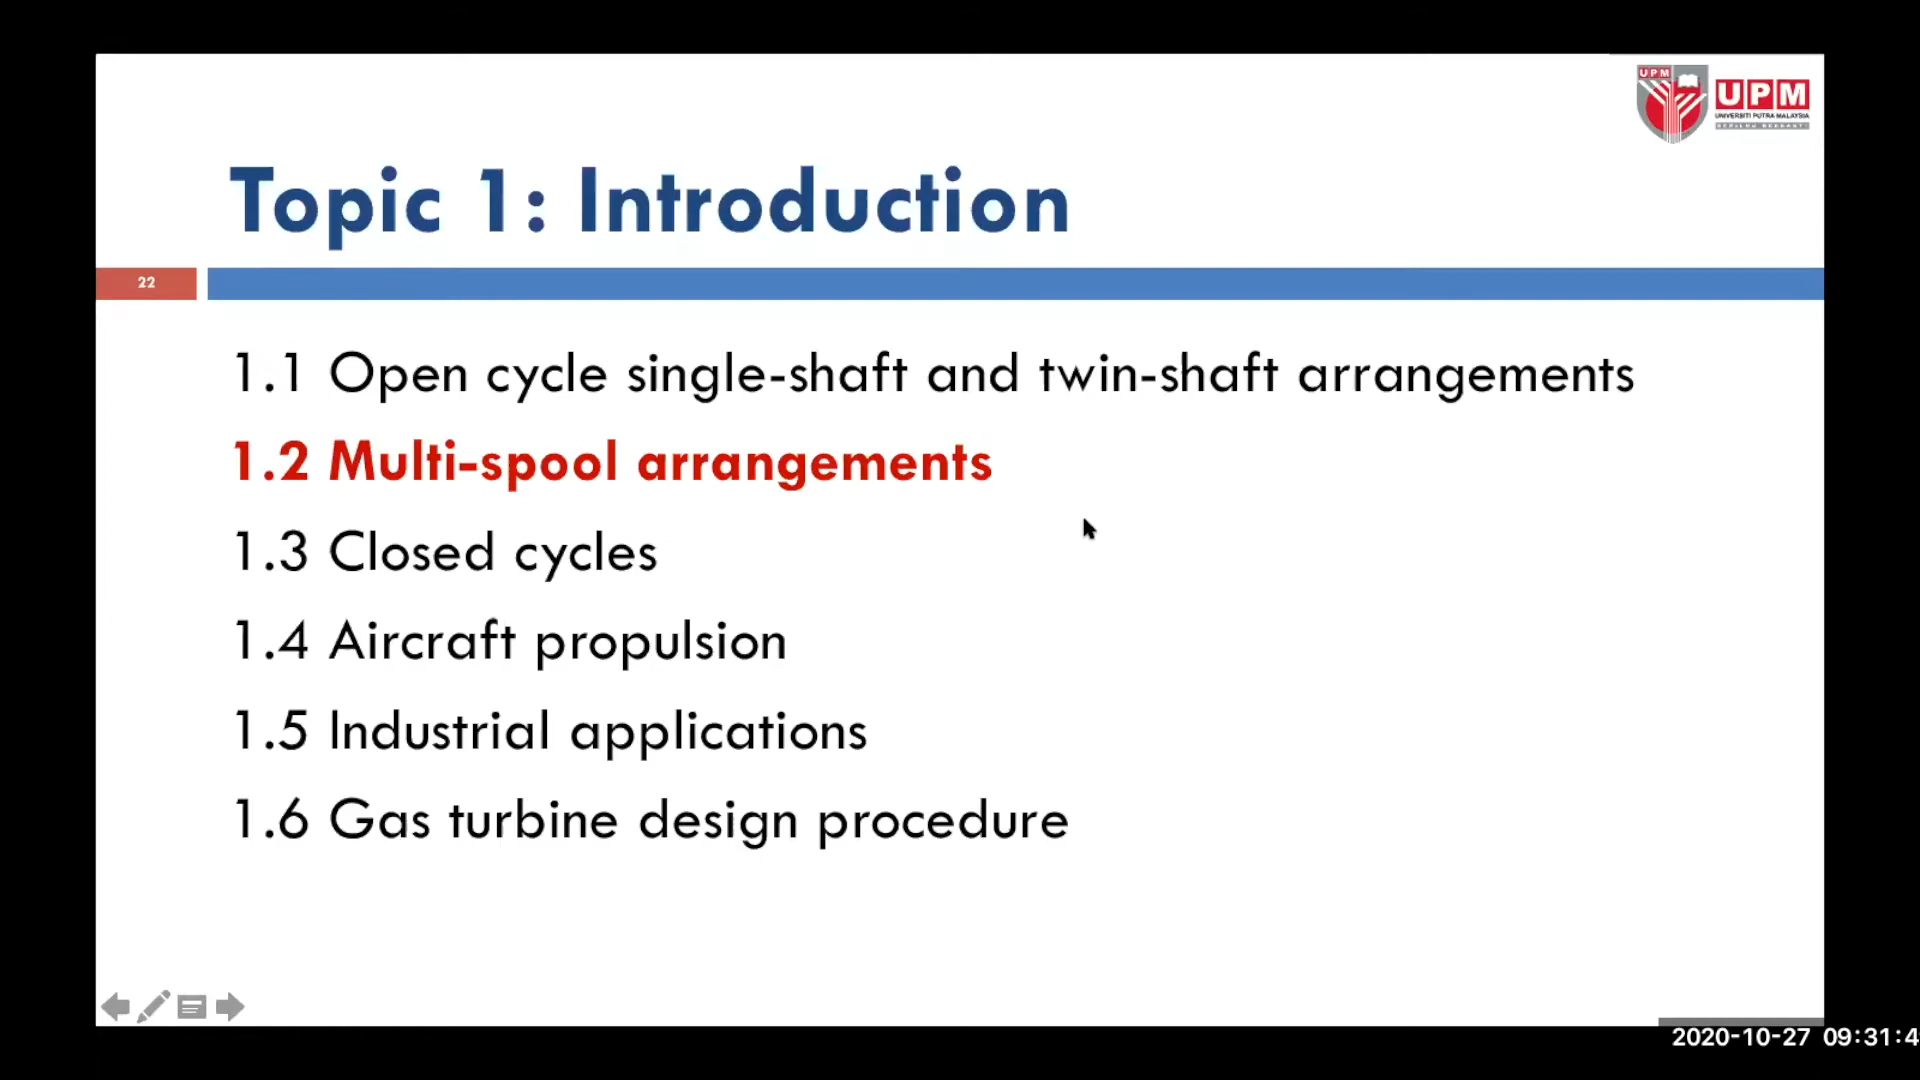 UPM
UPM
UNIVERSITI PUTRA MALAYSIA
Topic 1: Introduction
22
1.1 Open cycle single-shaft and twin-shaft arrangements
1.2 Multi-spool arrangements
1.3 Closed cycles
1.4 Aircraft propulsion
1.5 Industrial applications
1.6 Gas turbine design procedure
2020-10-27 09:31:4